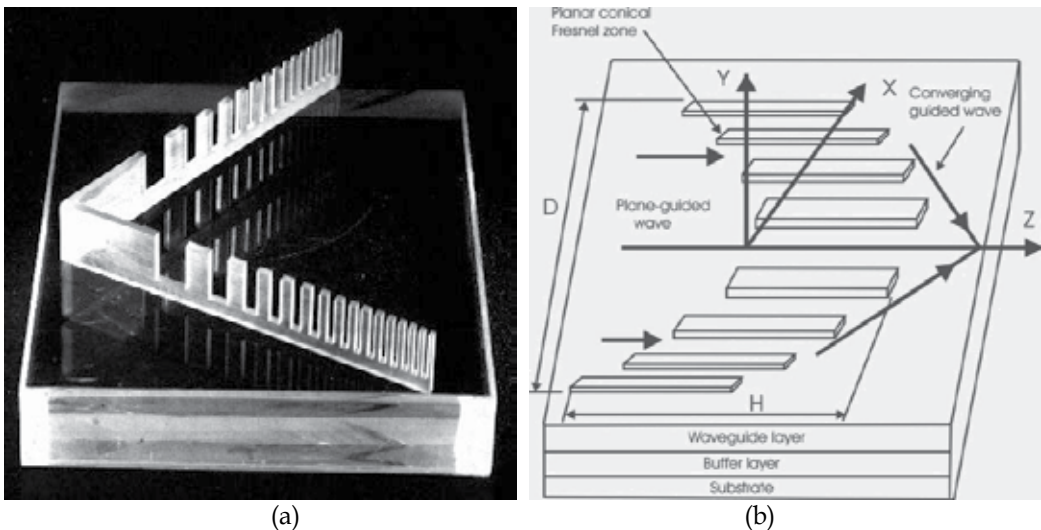 Planar conical
Fresnel zone
Y
X
Converging
guided wave
D
Plane-guided
wave
Z
H
Waveguide layer
Buffer layer
Substrate
(a)
(b)